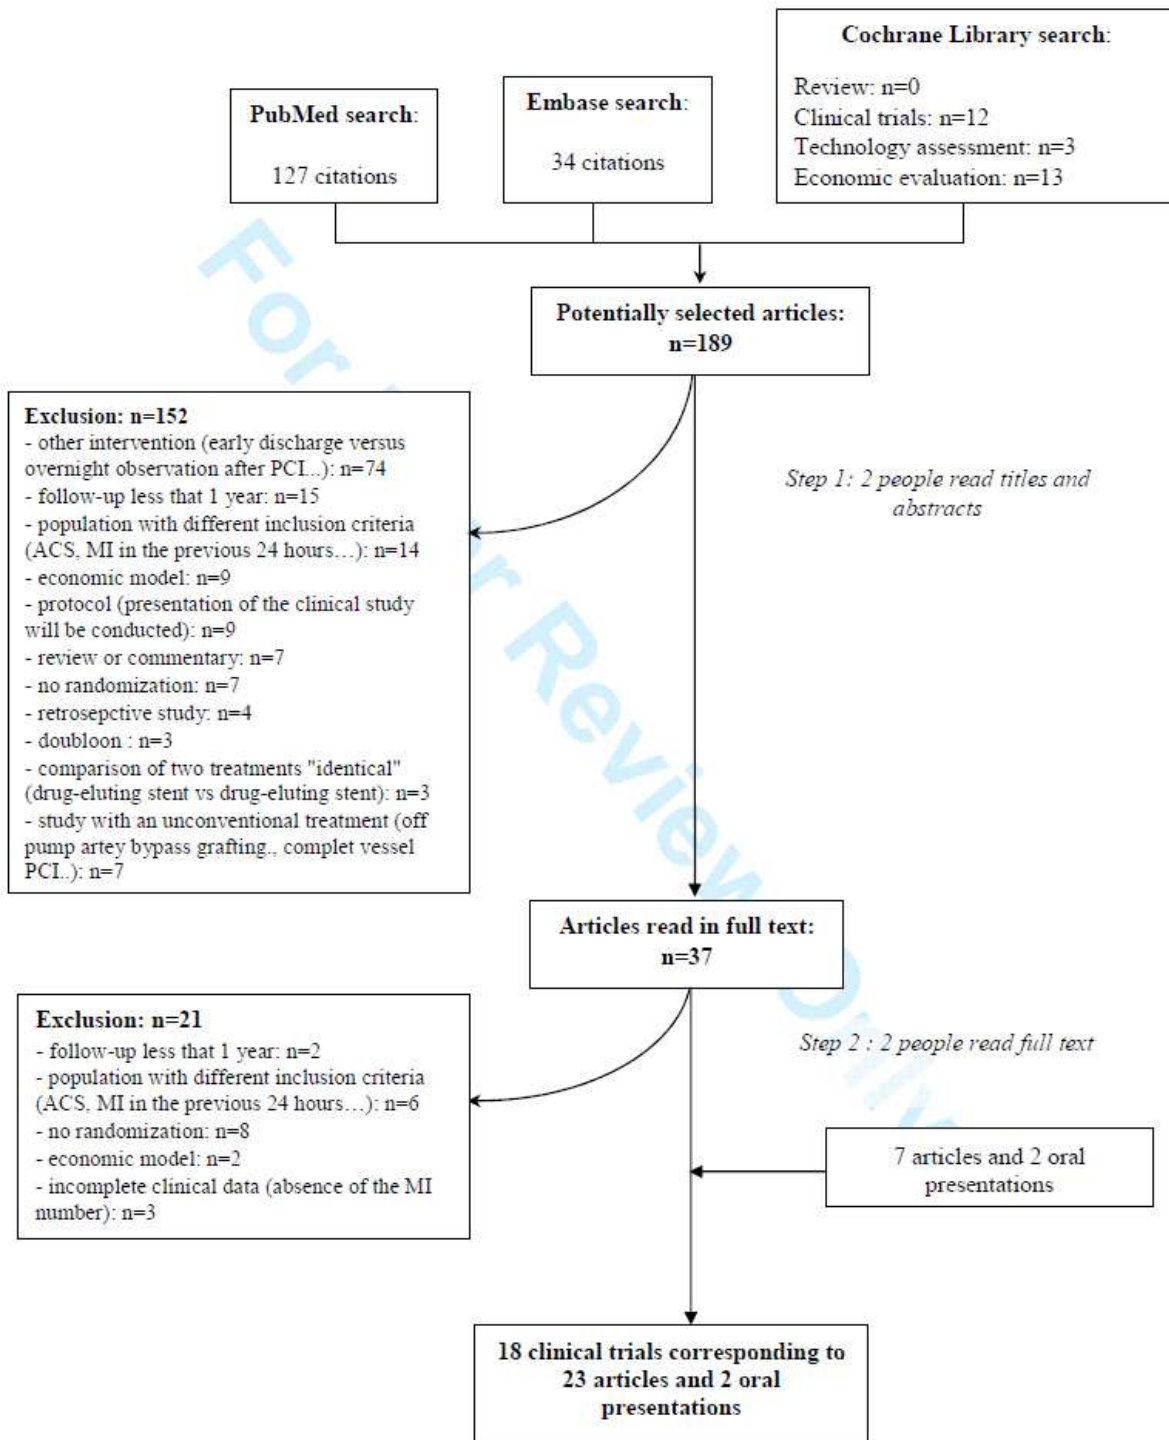 PubMed search:
127 citations
Embase search:
34 citations
Cochrane Library search:
Review: n=0
Clinical trials: n=12
Technology assessment: n=3
Economic evaluation: n=13
Potentially selected articles:
n=189
Exclusion: n=152
- other intervention (early discharge versus
overnight observation after PCI...): n=74
- follow-up less that 1 year: n=15
- population with different inclusion criteria
(ACS, MI in the previous 24 hours…): n=14
- economic model: n=9
- protocol (presentation of the clinical study
will be conducted): n=9
- review or commentary: n=7
- no randomization: n=7
- retrosepctive study: n=4
- doubloon : n=3
- comparison of two treatments "identical"
(drug-eluting stent vs drug-eluting stent): n=3
- study with an unconventional treatment (off
pump artey bypass grafting., complet vessel
PCI..): n=7
Step 1: 2 people read titles and
abstracts
Articles read in full text:
n=37
Exclusion: n=21
- follow-up less that 1 year: n=2
- population with different inclusion criteria
(ACS, MI in the previous 24 hours…): n=6
- no randomization: n=8
- economic model: n=2
- incomplete clinical data (absence of the MI
number): n=3
Step 2 : 2 people read full text
7 articles and 2 oral
presentations
18 clinical trials corresponding to
23 articles and 2 oral
presentations
For Review Only